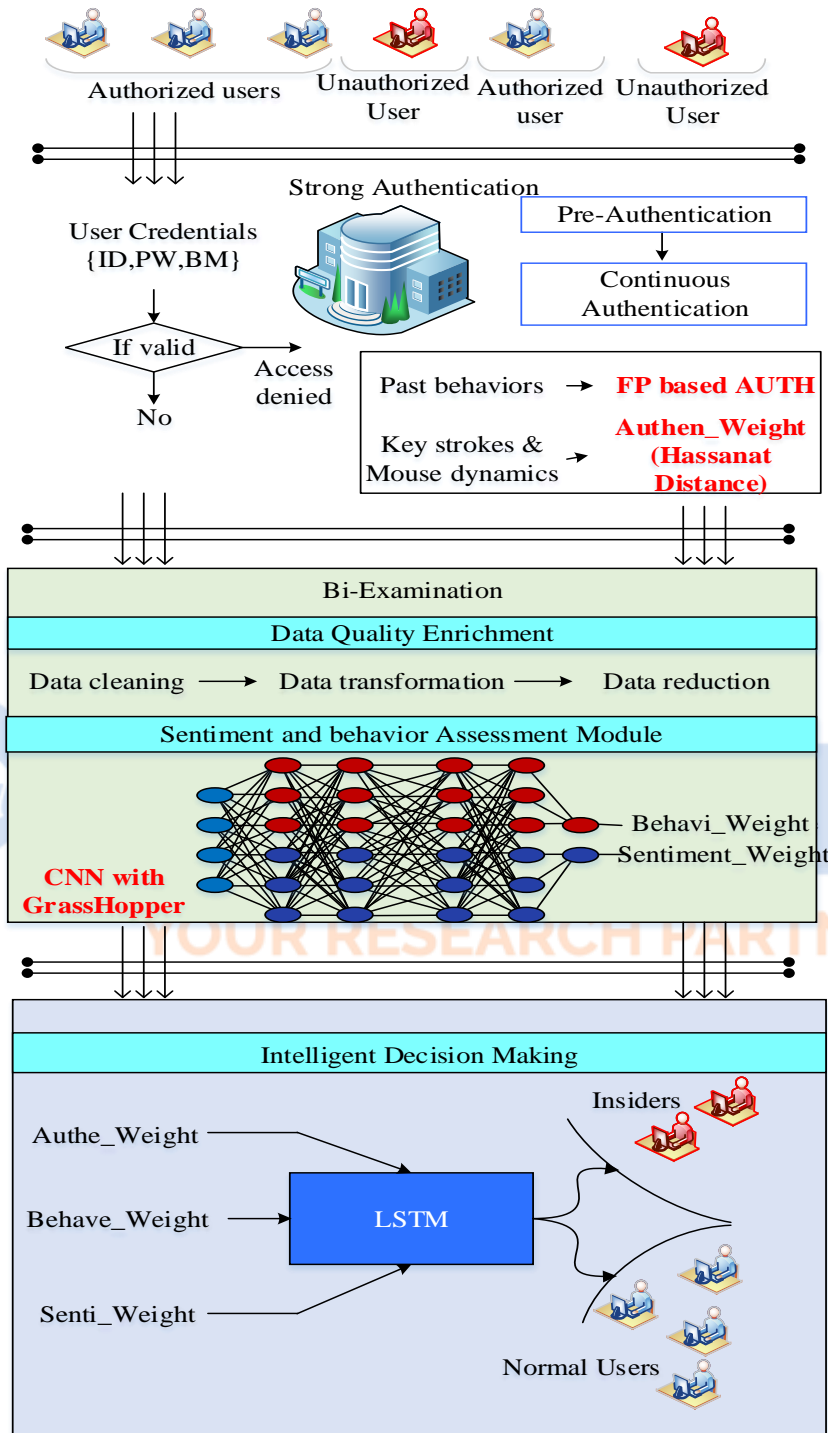 Authorized users
Unauthorized
User
Authorized
user
Unauthorized
User
Strong Authentication
User Credentials
{ID,PW,BM}
Pre-Authentication
Continuous
Authentication
If valid
Access
denied
No
Past behaviors
FP based AUTH
Key strokes &
Mouse dynamics
Authen_Weight
(Hassanat
Distance)
Bi-Examination
Data Quality Enrichment
Data cleaning
Data transformation
Data reduction
Sentiment and behavior Assessment Module
Behavi_Weight
Sentiment_Weight
CNN with
GrassHopper
YOUR RESEARCH PARTN
Intelligent Decision Making
Insiders
Authe_Weight
Behave_Weight
LSTM
Senti_Weight
Normal Users